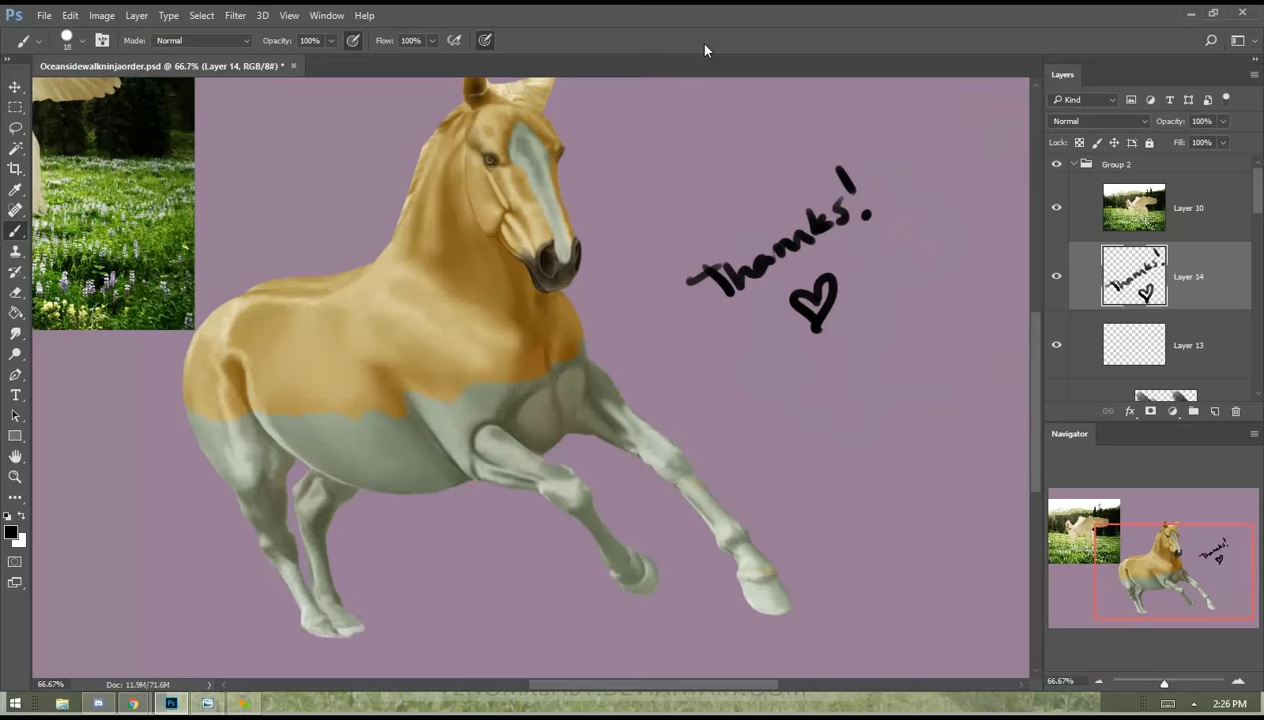 Ps File Edit Image Layer Type Select Filter 3D View Window Help
18 Mode: Normal Opacity: 100% Flow: 100%
Oceansidewalkninjaorder.psd @ 66.7% (Layer 14, RGB/8#) * ×
Thanks!
Layers
Kind
Normal Opacity: 100%
Lock: Fill: 100%
Group 2
Layer 10
Layer 14
Layer 13
fx
Navigator
66.67%
66.67% Doc: 11.9M/71.6M
2:26 PM